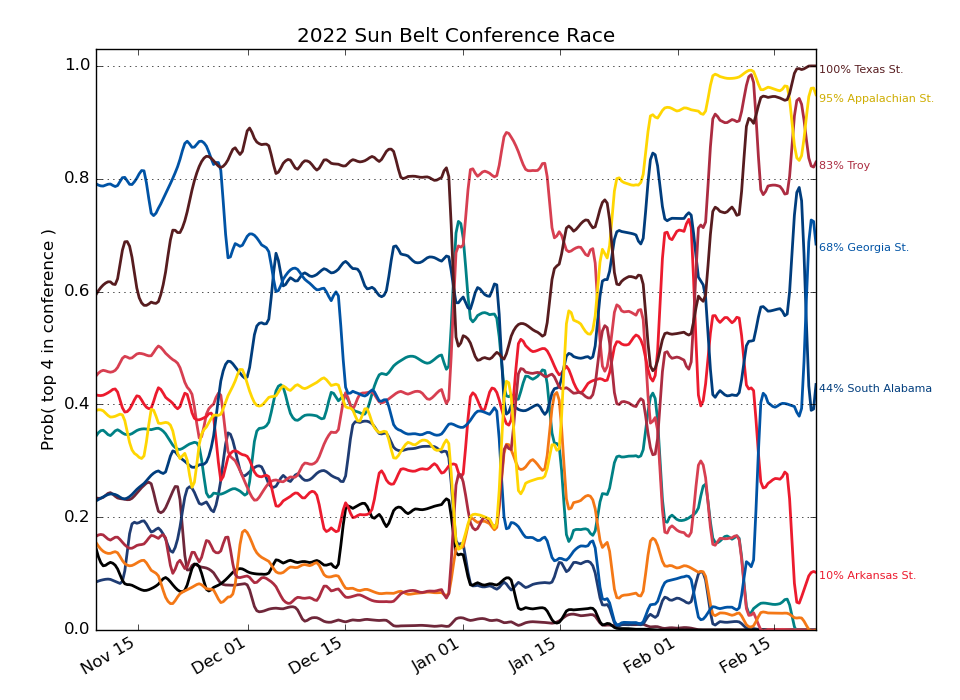 2022 Sun Belt Conference Race
Prob( top 4 in conference )
1.0
0.8
0.6
0.4
0.2
0.0
Nov 15
Dec 01
Dec 15
Jan 01
Jan 15
Feb 01
Feb 15
100% Texas St.
95% Appalachian St.
83% Troy
68% Georgia St.
44% South Alabama
10% Arkansas St.